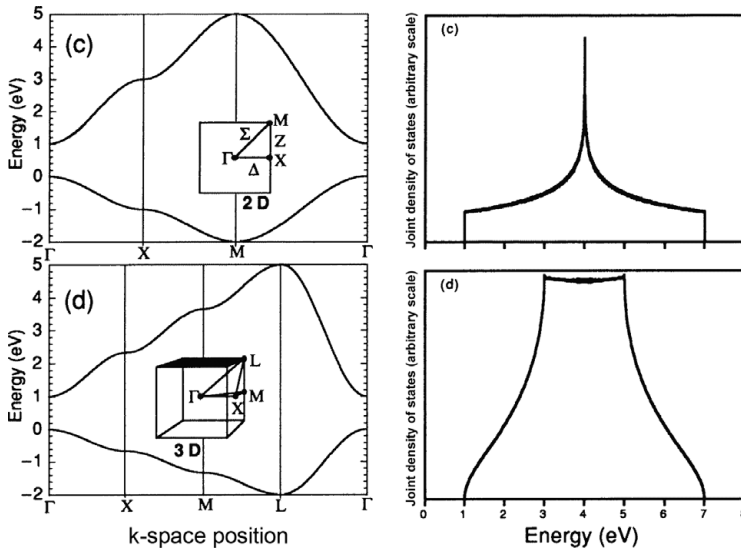 (c)
Energy (eV)
5
4
3
2
1
0
−1
−2
Γ
X
M
Γ
M
Σ
Z
Γ
X
Δ
2 D
(c)
Joint density of states (arbitrary scale)
(d)
Energy (eV)
5
4
3
2
1
0
−1
−2
Γ
X
M
L
Γ
L
Γ
M
X
3 D
k-space position
(d)
Joint density of states (arbitrary scale)
0 1 2 3 4 5 6 7
Energy (eV)